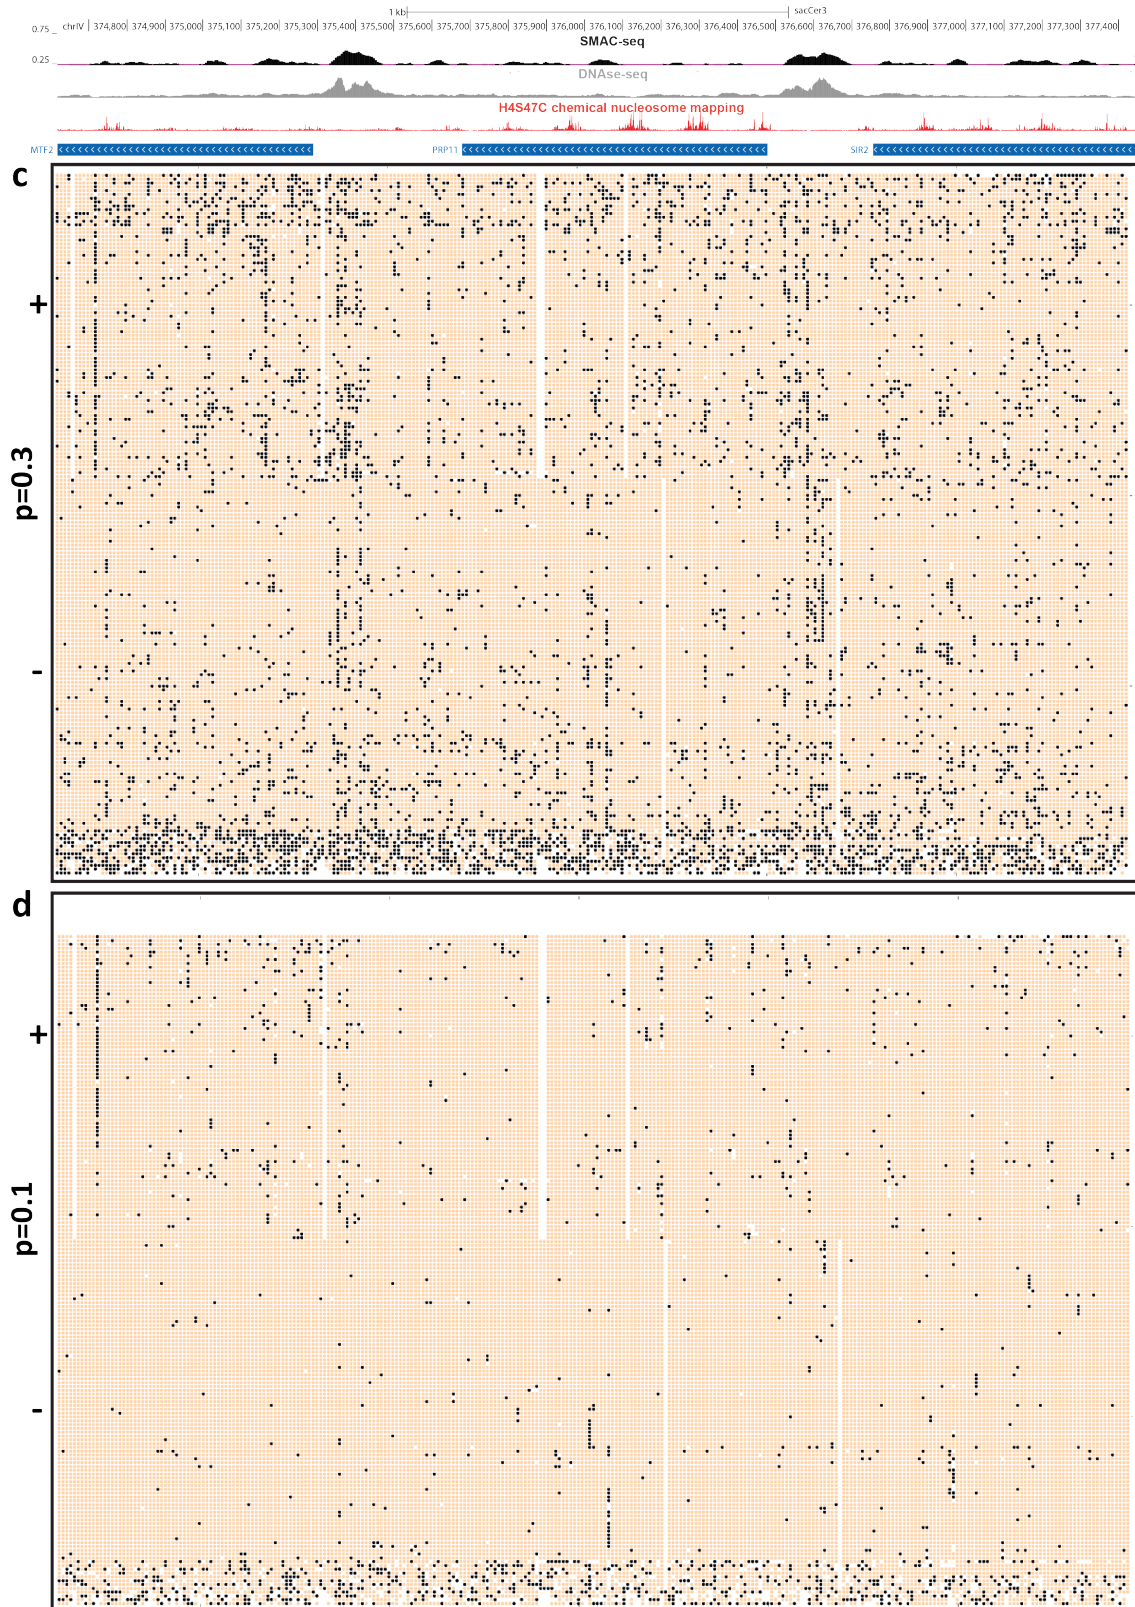 1 kb
sacCer3
chrIV 374,800 374,900 375,000 375,100 375,200 375,300 375,400 375,500 375,600 375,700 375,800 375,900 376,000 376,100 376,200 376,300 376,400 376,500 376,600 376,700 376,800 376,900 377,000 377,100 377,200 377,300 377,400
0.75
SMAC-seq
0.25
DNAse-seq
H4S47C chemical nucleosome mapping
MTF2 PRP11 SIR2
c
+
p=0.3
-
d
+
p=0.1
-